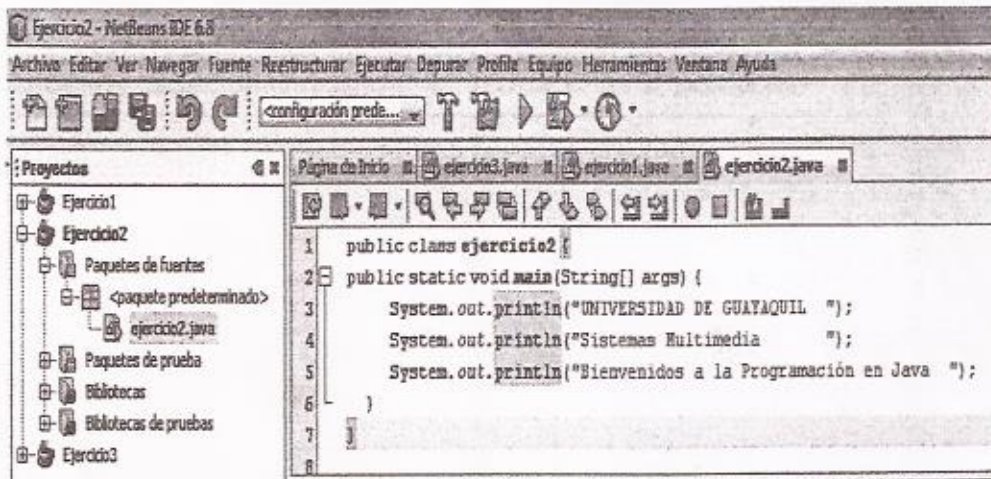 Ejercicio2 - NetBeans IDE 6.8
Archivo Editar Ver Navegar Fuente Reestructurar Ejecutar Depurar Profile Equipo Herramientas Ventana Ayuda
<configuración prede...
Proyectos
Página de Inicio ejercicio3.java ejercicio1.java ejercicio2.java
Ejercicio1
Ejercicio2
Paquetes de fuentes
<paquete predeterminado>
ejercicio2.java
Paquetes de prueba
Bibliotecas
Bibliotecas de pruebas
Ejercicio3
1 public class ejercicio2 {
2 public static void main(String[] args) {
3 System.out.println("UNIVERSIDAD DE GUAYAQUIL ");
4 System.out.println("Sistemas Multimedia ");
5 System.out.println("Bienvenidos a la Programación en Java ");
6 }
7 }
8